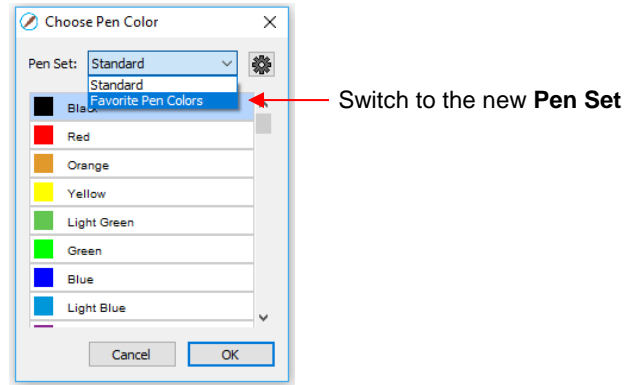 Choose Pen Color
Pen Set: Standard
Standard
Favorite Pen Colors
Switch to the new Pen Set
Black
Red
Orange
Yellow
Light Green
Green
Blue
Light Blue
Cancel OK